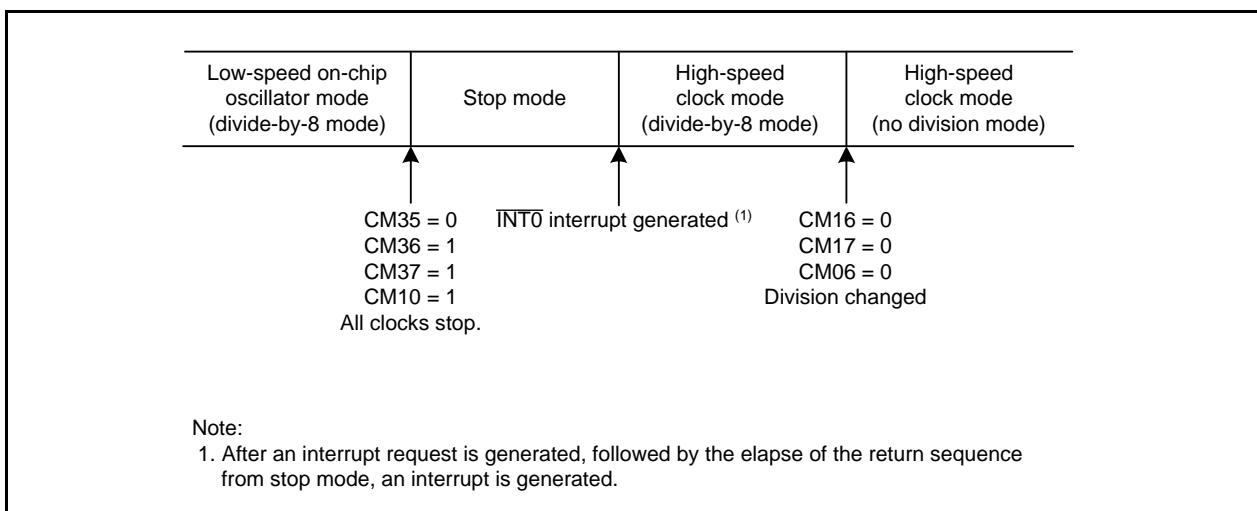 Low-speed on-chip
oscillator mode
(divide-by-8 mode)
Stop mode
High-speed
clock mode
(divide-by-8 mode)
High-speed
clock mode
(no division mode)
CM35 = 0
CM36 = 1
CM37 = 1
CM10 = 1
All clocks stop.
INT0 interrupt generated (1)
CM16 = 0
CM17 = 0
CM06 = 0
Division changed
Note:
1. After an interrupt request is generated, followed by the elapse of the return sequence
from stop mode, an interrupt is generated.